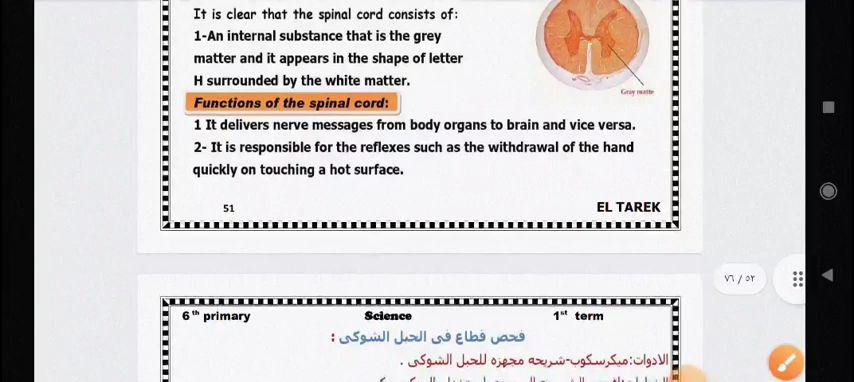 It is clear that the spinal cord consists of:
1-An internal substance that is the grey
matter and it appears in the shape of letter
H surrounded by the white matter.
Gray matte
Functions of the spinal cord:
1 It delivers nerve messages from body organs to brain and vice versa.
2- It is responsible for the reflexes such as the withdrawal of the hand
quickly on touching a hot surface.
51 EL TAREK
٧٦ / ٥٢
6 th primary Science 1st term
فحص قطاع فى الحبل الشوكى :
الادوات:ميكرسكوب-شريحه مجهزه للحبل الشوكى .